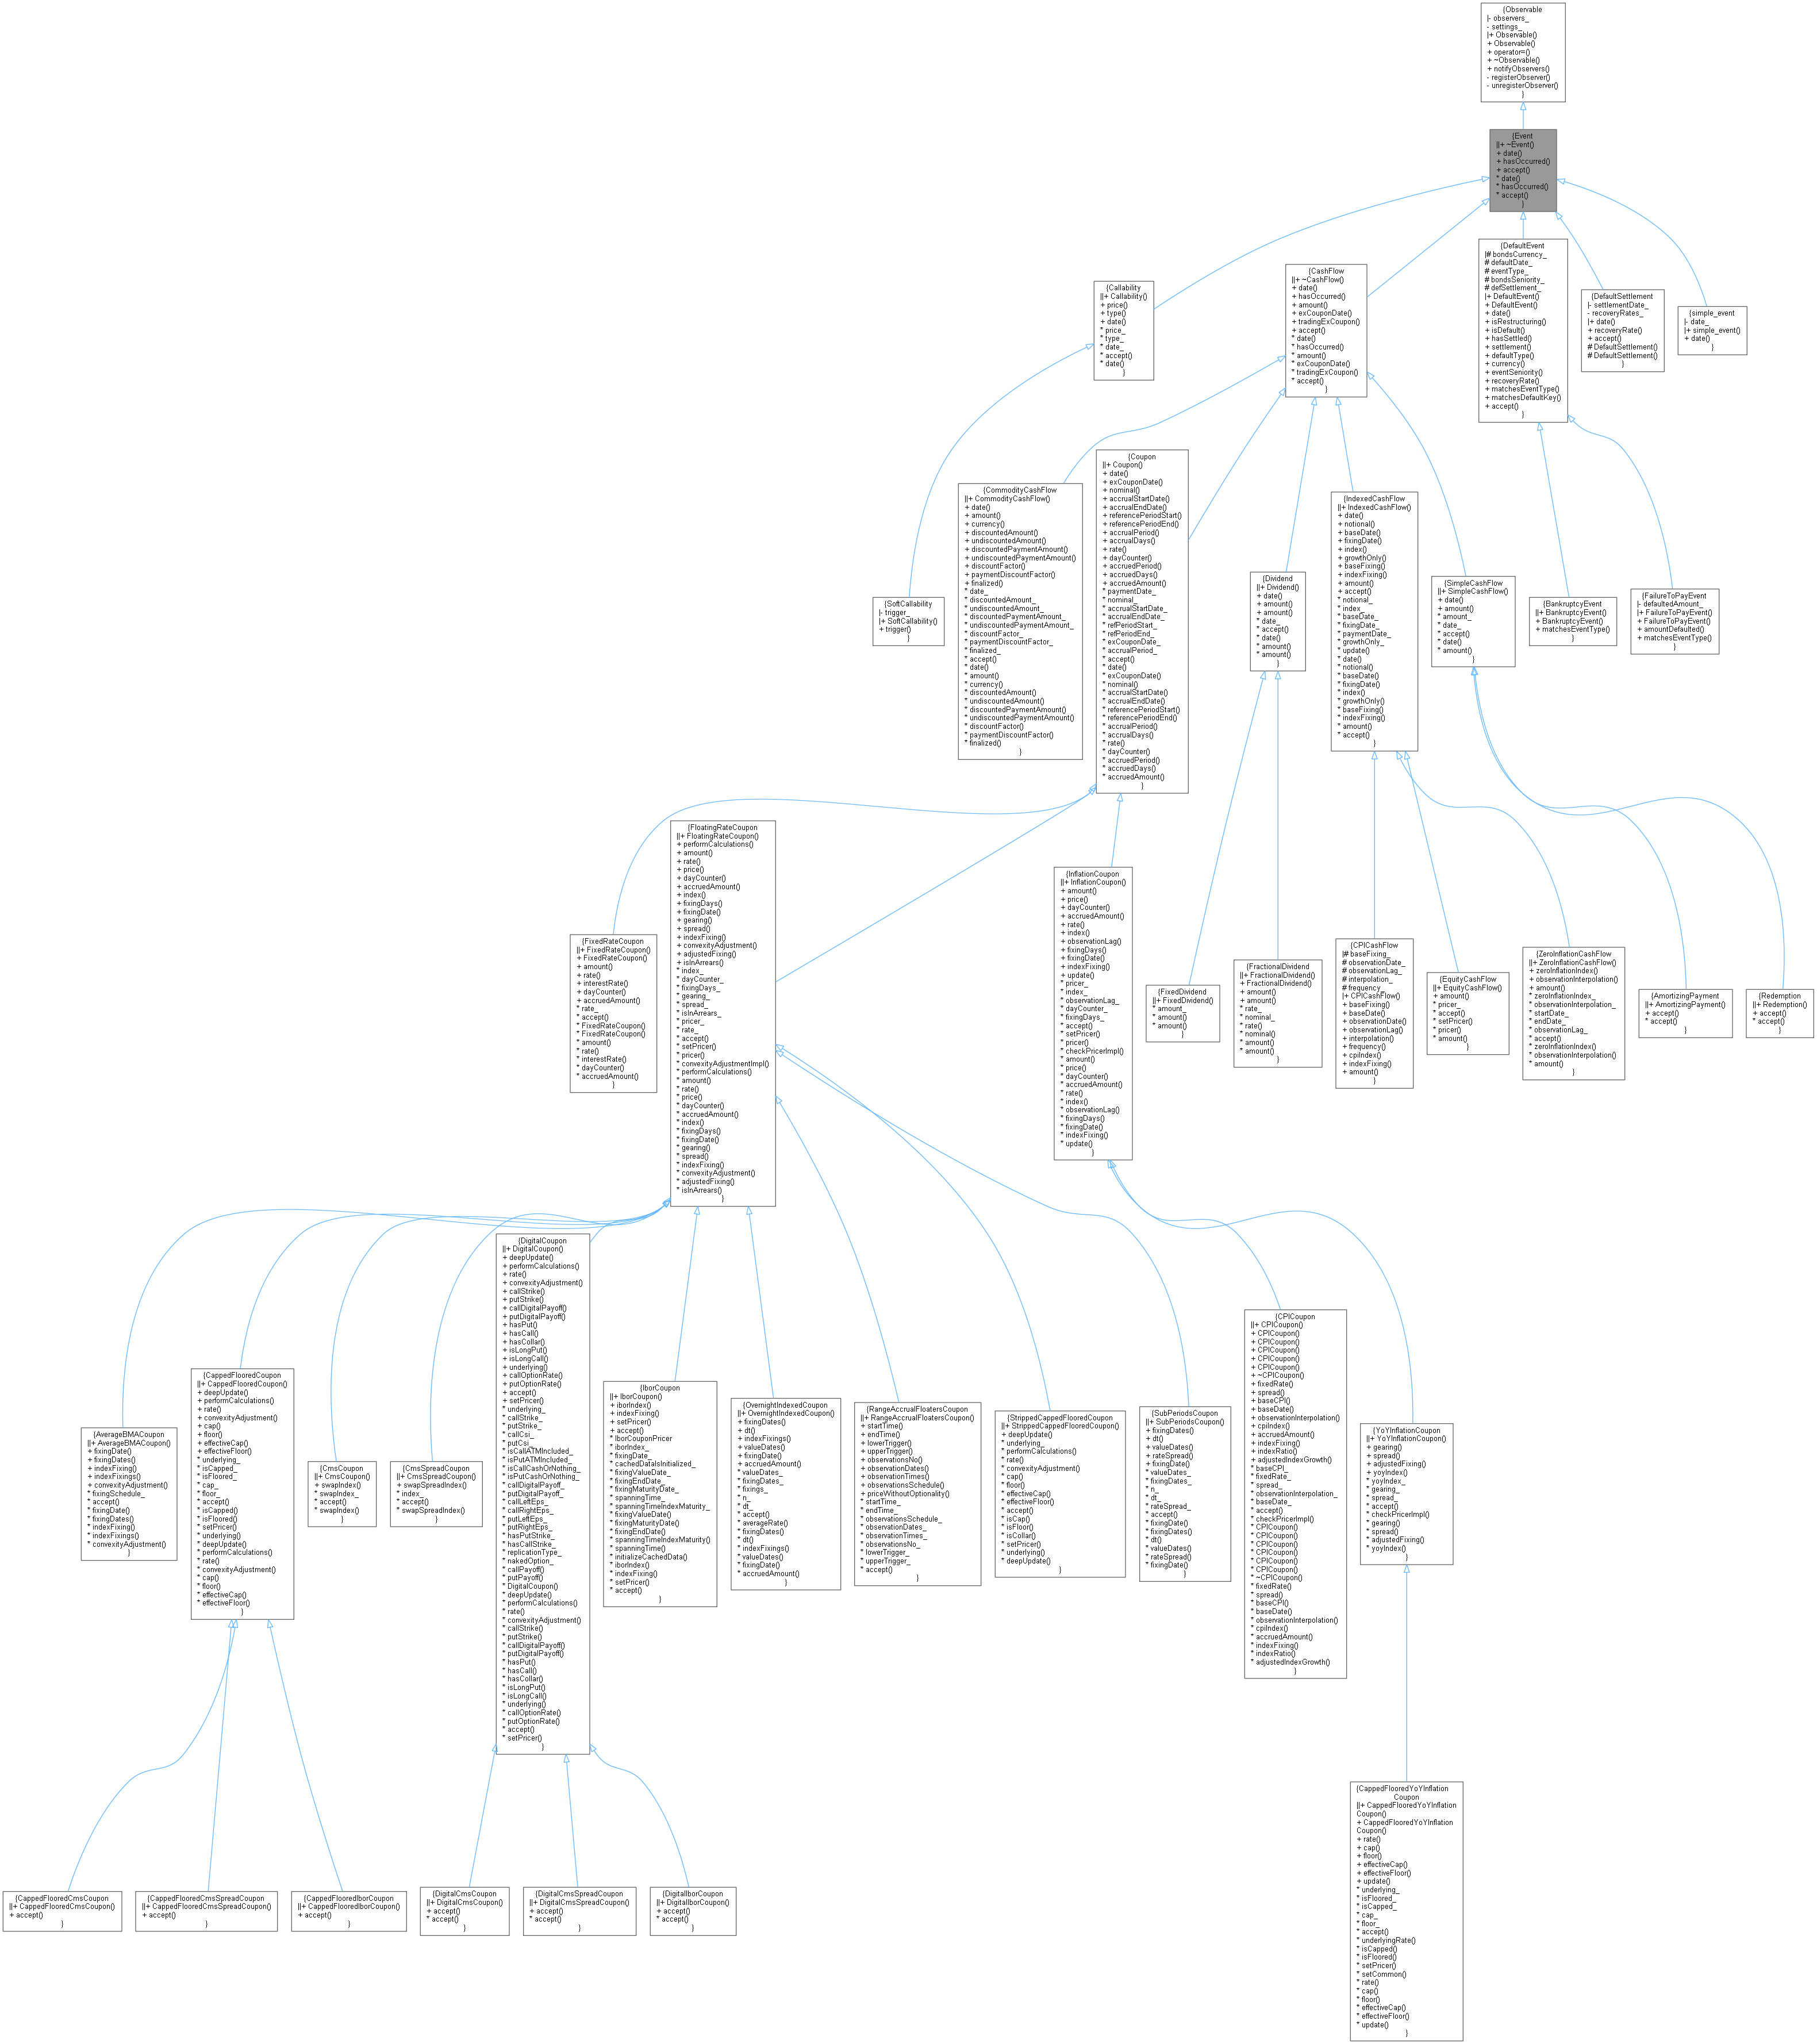 {Observable
|- observers_
- settings_
|+ Observable()
+ Observable()
+ operator=()
+ ~Observable()
+ notifyObservers()
- registerObserver()
- unregisterObserver()
}
{Event
||+ ~Event()
+ date()
+ hasOccurred()
+ accept()
* date()
* hasOccurred()
* accept()
}
{Callability
||+ Callability()
+ price()
+ type()
+ date()
* price_
* type_
* date_
* accept()
* date()
}
{CashFlow
||+ ~CashFlow()
+ date()
+ hasOccurred()
+ amount()
+ exCouponDate()
+ tradingExCoupon()
+ accept()
* date()
* hasOccurred()
* amount()
* exCouponDate()
* tradingExCoupon()
* accept()
}
{DefaultEvent
|# bondsCurrency_
# defaultDate_
# eventType_
# bondsSeniority_
# defSettlement_
|+ DefaultEvent()
+ DefaultEvent()
+ date()
+ isRestructuring()
+ isDefault()
+ hasSettled()
+ settlement()
+ defaultType()
+ currency()
+ eventSeniority()
+ recoveryRate()
+ matchesEventType()
+ matchesDefaultKey()
+ accept()
}
{DefaultSettlement
|- settlementDate_
- recoveryRates_
|+ date()
+ recoveryRate()
+ accept()
# DefaultSettlement()
# DefaultSettlement()
}
{simple_event
|- date_
|+ simple_event()
+ date()
}
{SoftCallability
|- trigger_
|+ SoftCallability()
+ trigger()
}
{CommodityCashFlow
||+ CommodityCashFlow()
+ date()
+ amount()
+ currency()
+ discountedAmount()
+ undiscountedAmount()
+ discountedPaymentAmount()
+ undiscountedPaymentAmount()
+ discountFactor()
+ paymentDiscountFactor()
+ finalized()
* date_
* discountedAmount_
* undiscountedAmount_
* discountedPaymentAmount_
* undiscountedPaymentAmount_
* discountFactor_
* paymentDiscountFactor_
* finalized_
* accept()
* date()
* amount()
* currency()
* discountedAmount()
* undiscountedAmount()
* discountedPaymentAmount()
* undiscountedPaymentAmount()
* discountFactor()
* paymentDiscountFactor()
* finalized()
}
{Coupon
||+ Coupon()
+ date()
+ exCouponDate()
+ nominal()
+ accrualStartDate()
+ accrualEndDate()
+ referencePeriodStart()
+ referencePeriodEnd()
+ accrualPeriod()
+ accrualDays()
+ rate()
+ dayCounter()
+ accruedPeriod()
+ accruedDays()
+ accruedAmount()
* paymentDate_
* nominal_
* accrualStartDate_
* accrualEndDate_
* refPeriodStart_
* refPeriodEnd_
* exCouponDate_
* accrualPeriod_
* accept()
* date()
* exCouponDate()
* nominal()
* accrualStartDate()
* accrualEndDate()
* referencePeriodStart()
* referencePeriodEnd()
* accrualPeriod()
* accrualDays()
* rate()
* dayCounter()
* accruedPeriod()
* accruedDays()
* accruedAmount()
}
{Dividend
||+ Dividend()
+ date()
+ amount()
+ amount()
* date_
* accept()
* date()
* amount()
* amount()
}
{IndexedCashFlow
||+ IndexedCashFlow()
+ date()
+ notional()
+ baseDate()
+ fixingDate()
+ index()
+ growthOnly()
+ baseFixing()
+ indexFixing()
+ amount()
+ accept()
* notional_
* index_
* baseDate_
* fixingDate_
* paymentDate_
* growthOnly_
* update()
* date()
* notional()
* baseDate()
* fixingDate()
* index()
* growthOnly()
* baseFixing()
* indexFixing()
* amount()
* accept()
}
{SimpleCashFlow
||+ SimpleCashFlow()
+ date()
+ amount()
* amount_
* date_
* accept()
* date()
* amount()
}
{BankruptcyEvent
||+ BankruptcyEvent()
+ BankruptcyEvent()
+ matchesEventType()
}
{FailureToPayEvent
|- defaultedAmount_
|+ FailureToPayEvent()
+ FailureToPayEvent()
+ amountDefaulted()
+ matchesEventType()
}
{FixedRateCoupon
||+ FixedRateCoupon()
+ FixedRateCoupon()
+ amount()
+ rate()
+ interestRate()
+ dayCounter()
+ accruedAmount()
* rate_
* accept()
* FixedRateCoupon()
* FixedRateCoupon()
* amount()
* rate()
* interestRate()
* dayCounter()
* accruedAmount()
}
{FloatingRateCoupon
||+ FloatingRateCoupon()
+ performCalculations()
+ amount()
+ rate()
+ price()
+ dayCounter()
+ accruedAmount()
+ index()
+ fixingDays()
+ fixingDate()
+ gearing()
+ spread()
+ indexFixing()
+ convexityAdjustment()
+ adjustedFixing()
+ isInArrears()
* index_
* dayCounter_
* fixingDays_
* gearing_
* spread_
* isInArrears_
* pricer_
* rate_
* accept()
* setPricer()
* pricer()
* convexityAdjustmentImpl()
* performCalculations()
* amount()
* rate()
* price()
* dayCounter()
* accruedAmount()
* index()
* fixingDays()
* fixingDate()
* gearing()
* spread()
* indexFixing()
* convexityAdjustment()
* adjustedFixing()
* isInArrears()
}
{InflationCoupon
||+ InflationCoupon()
+ amount()
+ price()
+ dayCounter()
+ accruedAmount()
+ rate()
+ index()
+ observationLag()
+ fixingDays()
+ fixingDate()
+ indexFixing()
+ update()
* pricer_
* index_
* observationLag_
* dayCounter_
* fixingDays_
* accept()
* setPricer()
* pricer()
* checkPricerImpl()
* amount()
* price()
* dayCounter()
* accruedAmount()
* rate()
* index()
* observationLag()
* fixingDays()
* fixingDate()
* indexFixing()
* update()
}
{FixedDividend
||+ FixedDividend()
* amount_
* amount()
* amount()
}
{FractionalDividend
||+ FractionalDividend()
+ FractionalDividend()
+ amount()
+ amount()
* rate_
* nominal_
* rate()
* nominal()
* amount()
* amount()
}
{CPICashFlow
|# baseFixing_
# observationDate_
# observationLag_
# interpolation_
# frequency_
|+ CPICashFlow()
+ baseFixing()
+ baseDate()
+ observationDate()
+ observationLag()
+ interpolation()
+ frequency()
+ cpiIndex()
+ indexFixing()
+ amount()
}
{EquityCashFlow
||+ EquityCashFlow()
+ amount()
* pricer_
* accept()
* setPricer()
* pricer()
* amount()
}
{ZeroInflationCashFlow
||+ ZeroInflationCashFlow()
+ zeroInflationIndex()
+ observationInterpolation()
+ amount()
* zeroInflationIndex_
* observationInterpolation_
* startDate_
* endDate_
* observationLag_
* accept()
* zeroInflationIndex()
* observationInterpolation()
* amount()
}
{AmortizingPayment
||+ AmortizingPayment()
+ accept()
* accept()
}
{Redemption
||+ Redemption()
+ accept()
* accept()
}
{AverageBMACoupon
||+ AverageBMACoupon()
+ fixingDate()
+ fixingDates()
+ indexFixing()
+ indexFixings()
+ convexityAdjustment()
* fixingSchedule_
* accept()
* fixingDate()
* fixingDates()
* indexFixing()
* indexFixings()
* convexityAdjustment()
}
{CappedFlooredCoupon
||+ CappedFlooredCoupon()
+ deepUpdate()
+ performCalculations()
+ rate()
+ convexityAdjustment()
+ cap()
+ floor()
+ effectiveCap()
+ effectiveFloor()
* underlying_
* isCapped_
* isFloored_
* cap_
* floor_
* accept()
* isCapped()
* isFloored()
* setPricer()
* underlying()
* deepUpdate()
* performCalculations()
* rate()
* convexityAdjustment()
* cap()
* floor()
* effectiveCap()
* effectiveFloor()
}
{CmsCoupon
||+ CmsCoupon()
+ swapIndex()
* swapIndex_
* accept()
* swapIndex()
}
{CmsSpreadCoupon
||+ CmsSpreadCoupon()
+ swapSpreadIndex()
* index_
* accept()
* swapSpreadIndex()
}
{DigitalCoupon
||+ DigitalCoupon()
+ deepUpdate()
+ performCalculations()
+ rate()
+ convexityAdjustment()
+ callStrike()
+ putStrike()
+ callDigitalPayoff()
+ putDigitalPayoff()
+ hasPut()
+ hasCall()
+ hasCollar()
+ isLongPut()
+ isLongCall()
+ underlying()
+ callOptionRate()
+ putOptionRate()
+ accept()
+ setPricer()
* underlying_
* callStrike_
* putStrike_
* callCsi_
* putCsi_
* isCallATMIncluded_
* isPutATMIncluded_
* isCallCashOrNothing_
* isPutCashOrNothing_
* callDigitalPayoff_
* putDigitalPayoff_
* callLeftEps_
* callRightEps_
* putLeftEps_
* putRightEps_
* hasPutStrike_
* hasCallStrike_
* replicationType_
* nakedOption_
* callPayoff()
* putPayoff()
* DigitalCoupon()
* deepUpdate()
* performCalculations()
* rate()
* convexityAdjustment()
* callStrike()
* putStrike()
* callDigitalPayoff()
* putDigitalPayoff()
* hasPut()
* hasCall()
* hasCollar()
* isLongPut()
* isLongCall()
* underlying()
* callOptionRate()
* putOptionRate()
* accept()
* setPricer()
}
{IborCoupon
||+ IborCoupon()
+ iborIndex()
+ indexFixing()
+ setPricer()
+ accept()
* IborCouponPricer
* iborIndex_
* fixingDate_
* cachedDataIsInitialized_
* fixingValueDate_
* fixingEndDate_
* fixingMaturityDate_
* spanningTime_
* spanningTimeIndexMaturity_
* fixingValueDate()
* fixingMaturityDate()
* fixingEndDate()
* spanningTimeIndexMaturity()
* spanningTime()
* initializeCachedData()
* iborIndex()
* indexFixing()
* setPricer()
* accept()
}
{OvernightIndexedCoupon
||+ OvernightIndexedCoupon()
+ fixingDates()
+ dt()
+ indexFixings()
+ valueDates()
+ fixingDate()
+ accruedAmount()
* valueDates_
* fixingDates_
* fixings_
* n_
* dt_
* accept()
* averageRate()
* fixingDates()
* dt()
* indexFixings()
* valueDates()
* fixingDate()
* accruedAmount()
}
{RangeAccrualFloatersCoupon
||+ RangeAccrualFloatersCoupon()
+ startTime()
+ endTime()
+ lowerTrigger()
+ upperTrigger()
+ observationsNo()
+ observationDates()
+ observationTimes()
+ observationsSchedule()
+ priceWithoutOptionality()
* startTime_
* endTime_
* observationsSchedule_
* observationDates_
* observationTimes_
* observationsNo_
* lowerTrigger_
* upperTrigger_
* accept()
}
{StrippedCappedFlooredCoupon
||+ StrippedCappedFlooredCoupon()
+ deepUpdate()
* underlying_
* performCalculations()
* rate()
* convexityAdjustment()
* cap()
* floor()
* effectiveCap()
* effectiveFloor()
* accept()
* isCap()
* isFloor()
* isCollar()
* setPricer()
* underlying()
* deepUpdate()
}
{SubPeriodsCoupon
||+ SubPeriodsCoupon()
+ fixingDates()
+ dt()
+ valueDates()
+ rateSpread()
+ fixingDate()
* valueDates_
* fixingDates_
* n_
* dt_
* rateSpread_
* accept()
* fixingDates()
* fixingDates()
* dt()
* valueDates()
* rateSpread()
* fixingDate()
}
{CPICoupon
||+ CPICoupon()
+ CPICoupon()
+ CPICoupon()
+ CPICoupon()
+ CPICoupon()
+ CPICoupon()
+ ~CPICoupon()
+ fixedRate()
+ spread()
+ baseCPI()
+ baseDate()
+ observationInterpolation()
+ cpiIndex()
+ accruedAmount()
+ indexFixing()
+ indexRatio()
+ adjustedIndexGrowth()
* baseCPI_
* fixedRate_
* spread_
* observationInterpolation_
* baseDate_
* accept()
* checkPricerImpl()
* CPICoupon()
* CPICoupon()
* CPICoupon()
* CPICoupon()
* CPICoupon()
* CPICoupon()
* ~CPICoupon()
* fixedRate()
* spread()
* baseCPI()
* baseDate()
* observationInterpolation()
* cpiIndex()
* accruedAmount()
* indexFixing()
* indexRatio()
* adjustedIndexGrowth()
}
{YoYInflationCoupon
||+ YoYInflationCoupon()
+ gearing()
+ spread()
+ adjustedFixing()
+ yoyIndex()
* yoyIndex_
* gearing_
* spread_
* accept()
* checkPricerImpl()
* gearing()
* spread()
* adjustedFixing()
* yoyIndex()
}
{CappedFlooredCmsCoupon
||+ CappedFlooredCmsCoupon()
+ accept()
}
{CappedFlooredCmsSpreadCoupon
||+ CappedFlooredCmsSpreadCoupon()
+ accept()
}
{CappedFlooredIborCoupon
||+ CappedFlooredIborCoupon()
+ accept()
}
{DigitalCmsCoupon
||+ DigitalCmsCoupon()
+ accept()
* accept()
}
{DigitalCmsSpreadCoupon
||+ DigitalCmsSpreadCoupon()
+ accept()
* accept()
}
{DigitalIborCoupon
||+ DigitalIborCoupon()
+ accept()
* accept()
}
{CappedFlooredYoYInflation
Coupon
||+ CappedFlooredYoYInflation
Coupon()
+ CappedFlooredYoYInflation
Coupon()
+ rate()
+ cap()
+ floor()
+ effectiveCap()
+ effectiveFloor()
+ update()
* underlying_
* isFloored_
* isCapped_
* cap_
* floor_
* accept()
* underlyingRate()
* isCapped()
* isFloored()
* setPricer()
* setCommon()
* rate()
* cap()
* floor()
* effectiveCap()
* effectiveFloor()
* update()
}